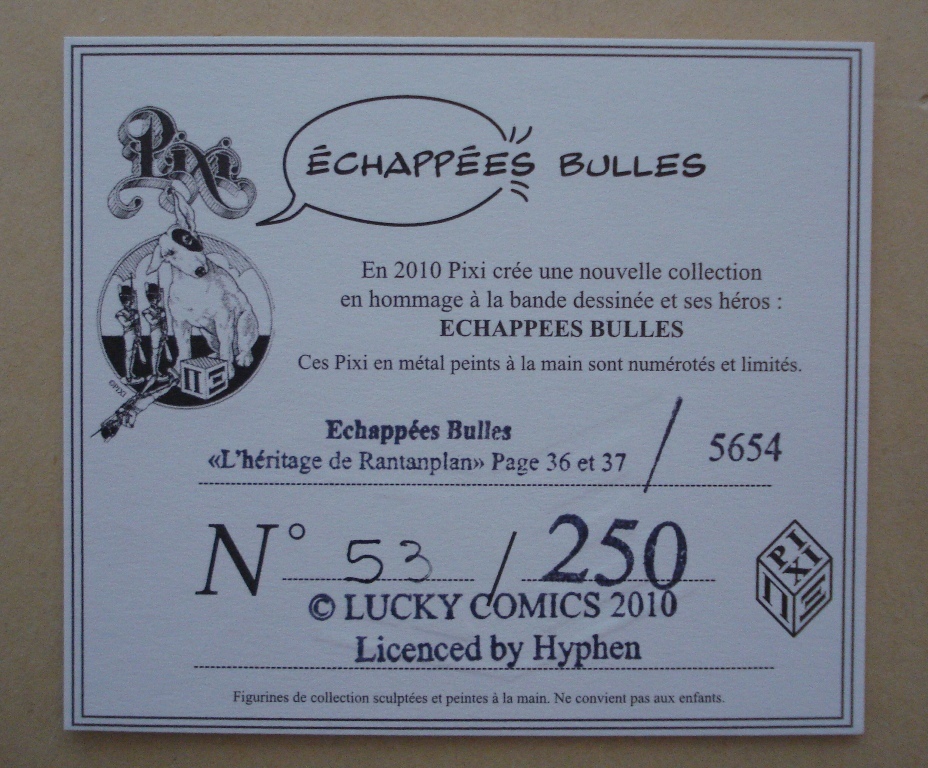 Pixi
ÉCHAPPÉES BULLES
En 2010 Pixi crée une nouvelle collection
en hommage à la bande dessinée et ses héros :
ECHAPPEES BULLES
Ces Pixi en métal peints à la main sont numérotés et limités.
©PIXI
Echappées Bulles
«L'héritage de Rantanplan» Page 36 et 37 / 5654
N° 53 / 250
PIXI
© LUCKY COMICS 2010
Licenced by Hyphen
Figurines de collection sculptées et peintes à la main. Ne convient pas aux enfants.